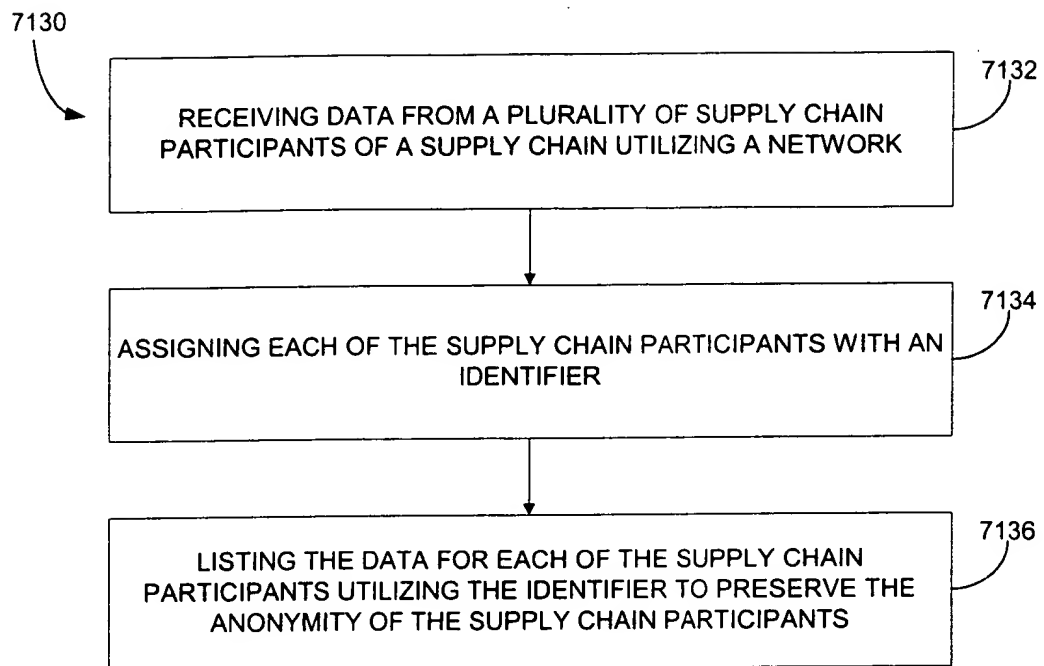 7130
7132
RECEIVING DATA FROM A PLURALITY OF SUPPLY CHAIN
PARTICIPANTS OF A SUPPLY CHAIN UTILIZING A NETWORK
7134
ASSIGNING EACH OF THE SUPPLY CHAIN PARTICIPANTS WITH AN
IDENTIFIER
7136
LISTING THE DATA FOR EACH OF THE SUPPLY CHAIN
PARTICIPANTS UTILIZING THE IDENTIFIER TO PRESERVE THE
ANONYMITY OF THE SUPPLY CHAIN PARTICIPANTS